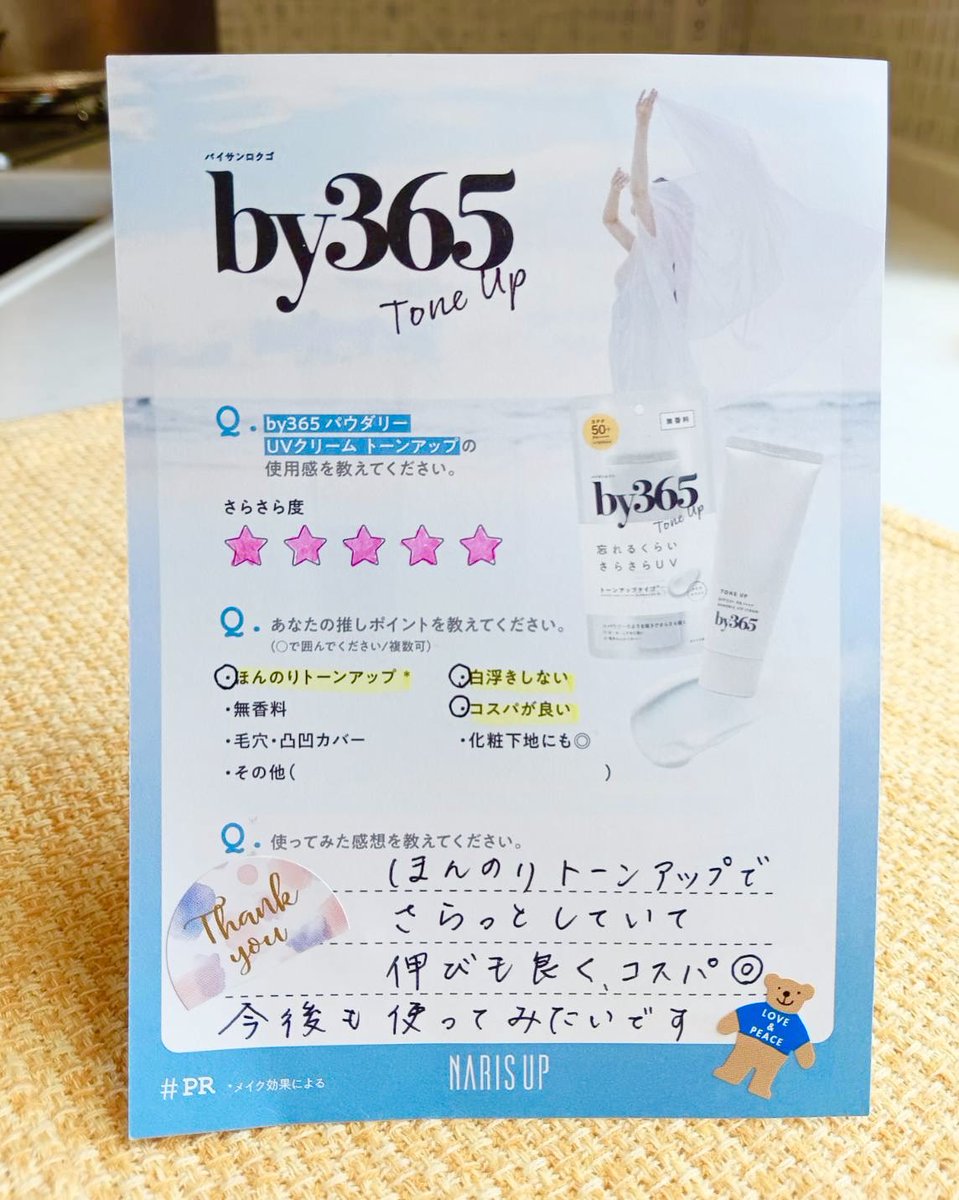 バイサンロクゴ
by365
Tone Up
Q. by365 パウダリー
UVクリーム トーンアップの
使用感を教えてください。
さらさら度
Q. あなたの推しポイントを教えてください。
(○で囲んでください/複数可)
・ほんのりトーンアップ* ・白浮きしない
・無香料 ・コスパが良い
・毛穴・凸凹カバー ・化粧下地にも◎
・その他( )
SPF
50+
無香料
by365
Tone Up
忘れるくらい
さらさらUV
トーンアップタイプ
TONE UP
by365
Q. 使ってみた感想を教えてください。
ほんのりトーンアップで
さらっとしていて
伸びも良く、コスパ◎
今後も使ってみたいです
Thank
you
LOVE
&
PEACE
#PR *メイク効果による
NARIS UP